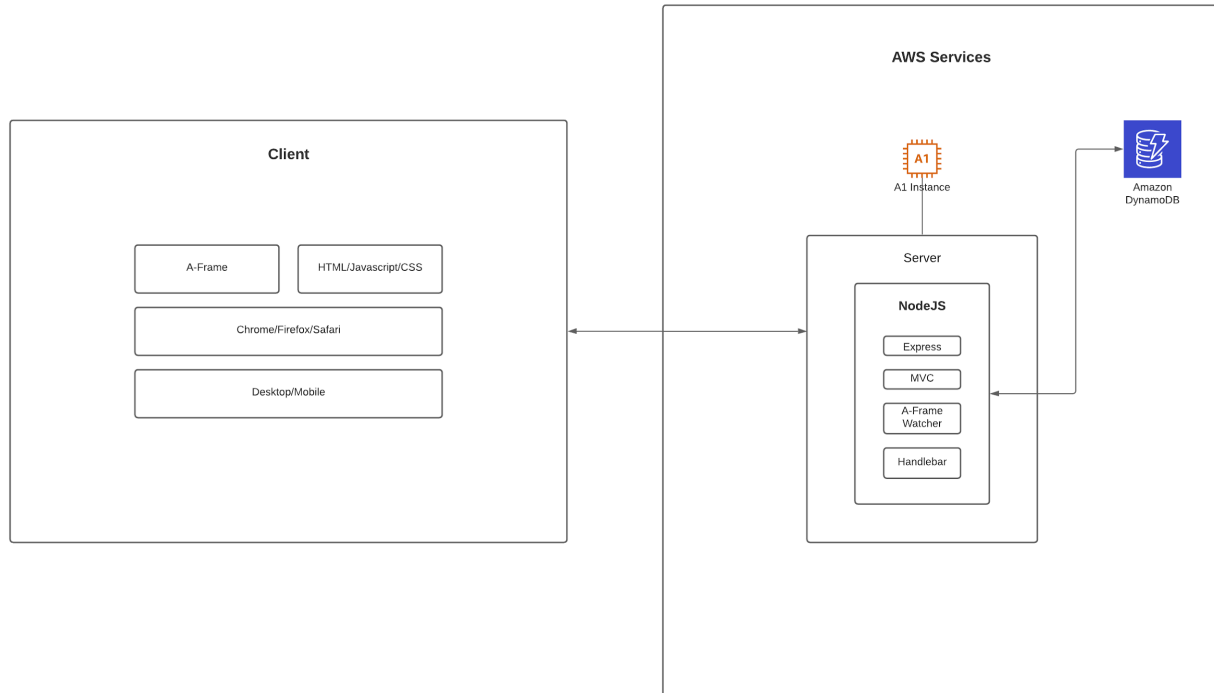 AWS Services
Client
A1
A1 Instance
Amazon
DynamoDB
A-Frame
HTML/Javascript/CSS
Chrome/Firefox/Safari
Desktop/Mobile
Server
NodeJS
Express
MVC
A-Frame
Watcher
Handlebar